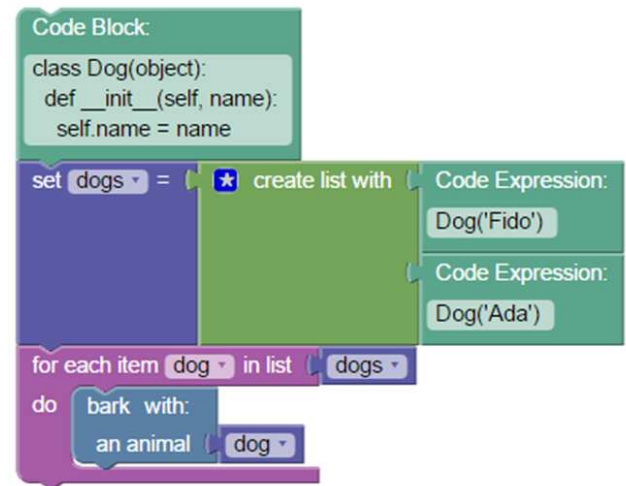 Code Block:
class Dog(object):
def __init__(self, name):
self.name = name
set dogs = create list with Code Expression:
Dog('Fido')
Code Expression:
Dog('Ada')
for each item dog in list dogs
do bark with:
an animal dog